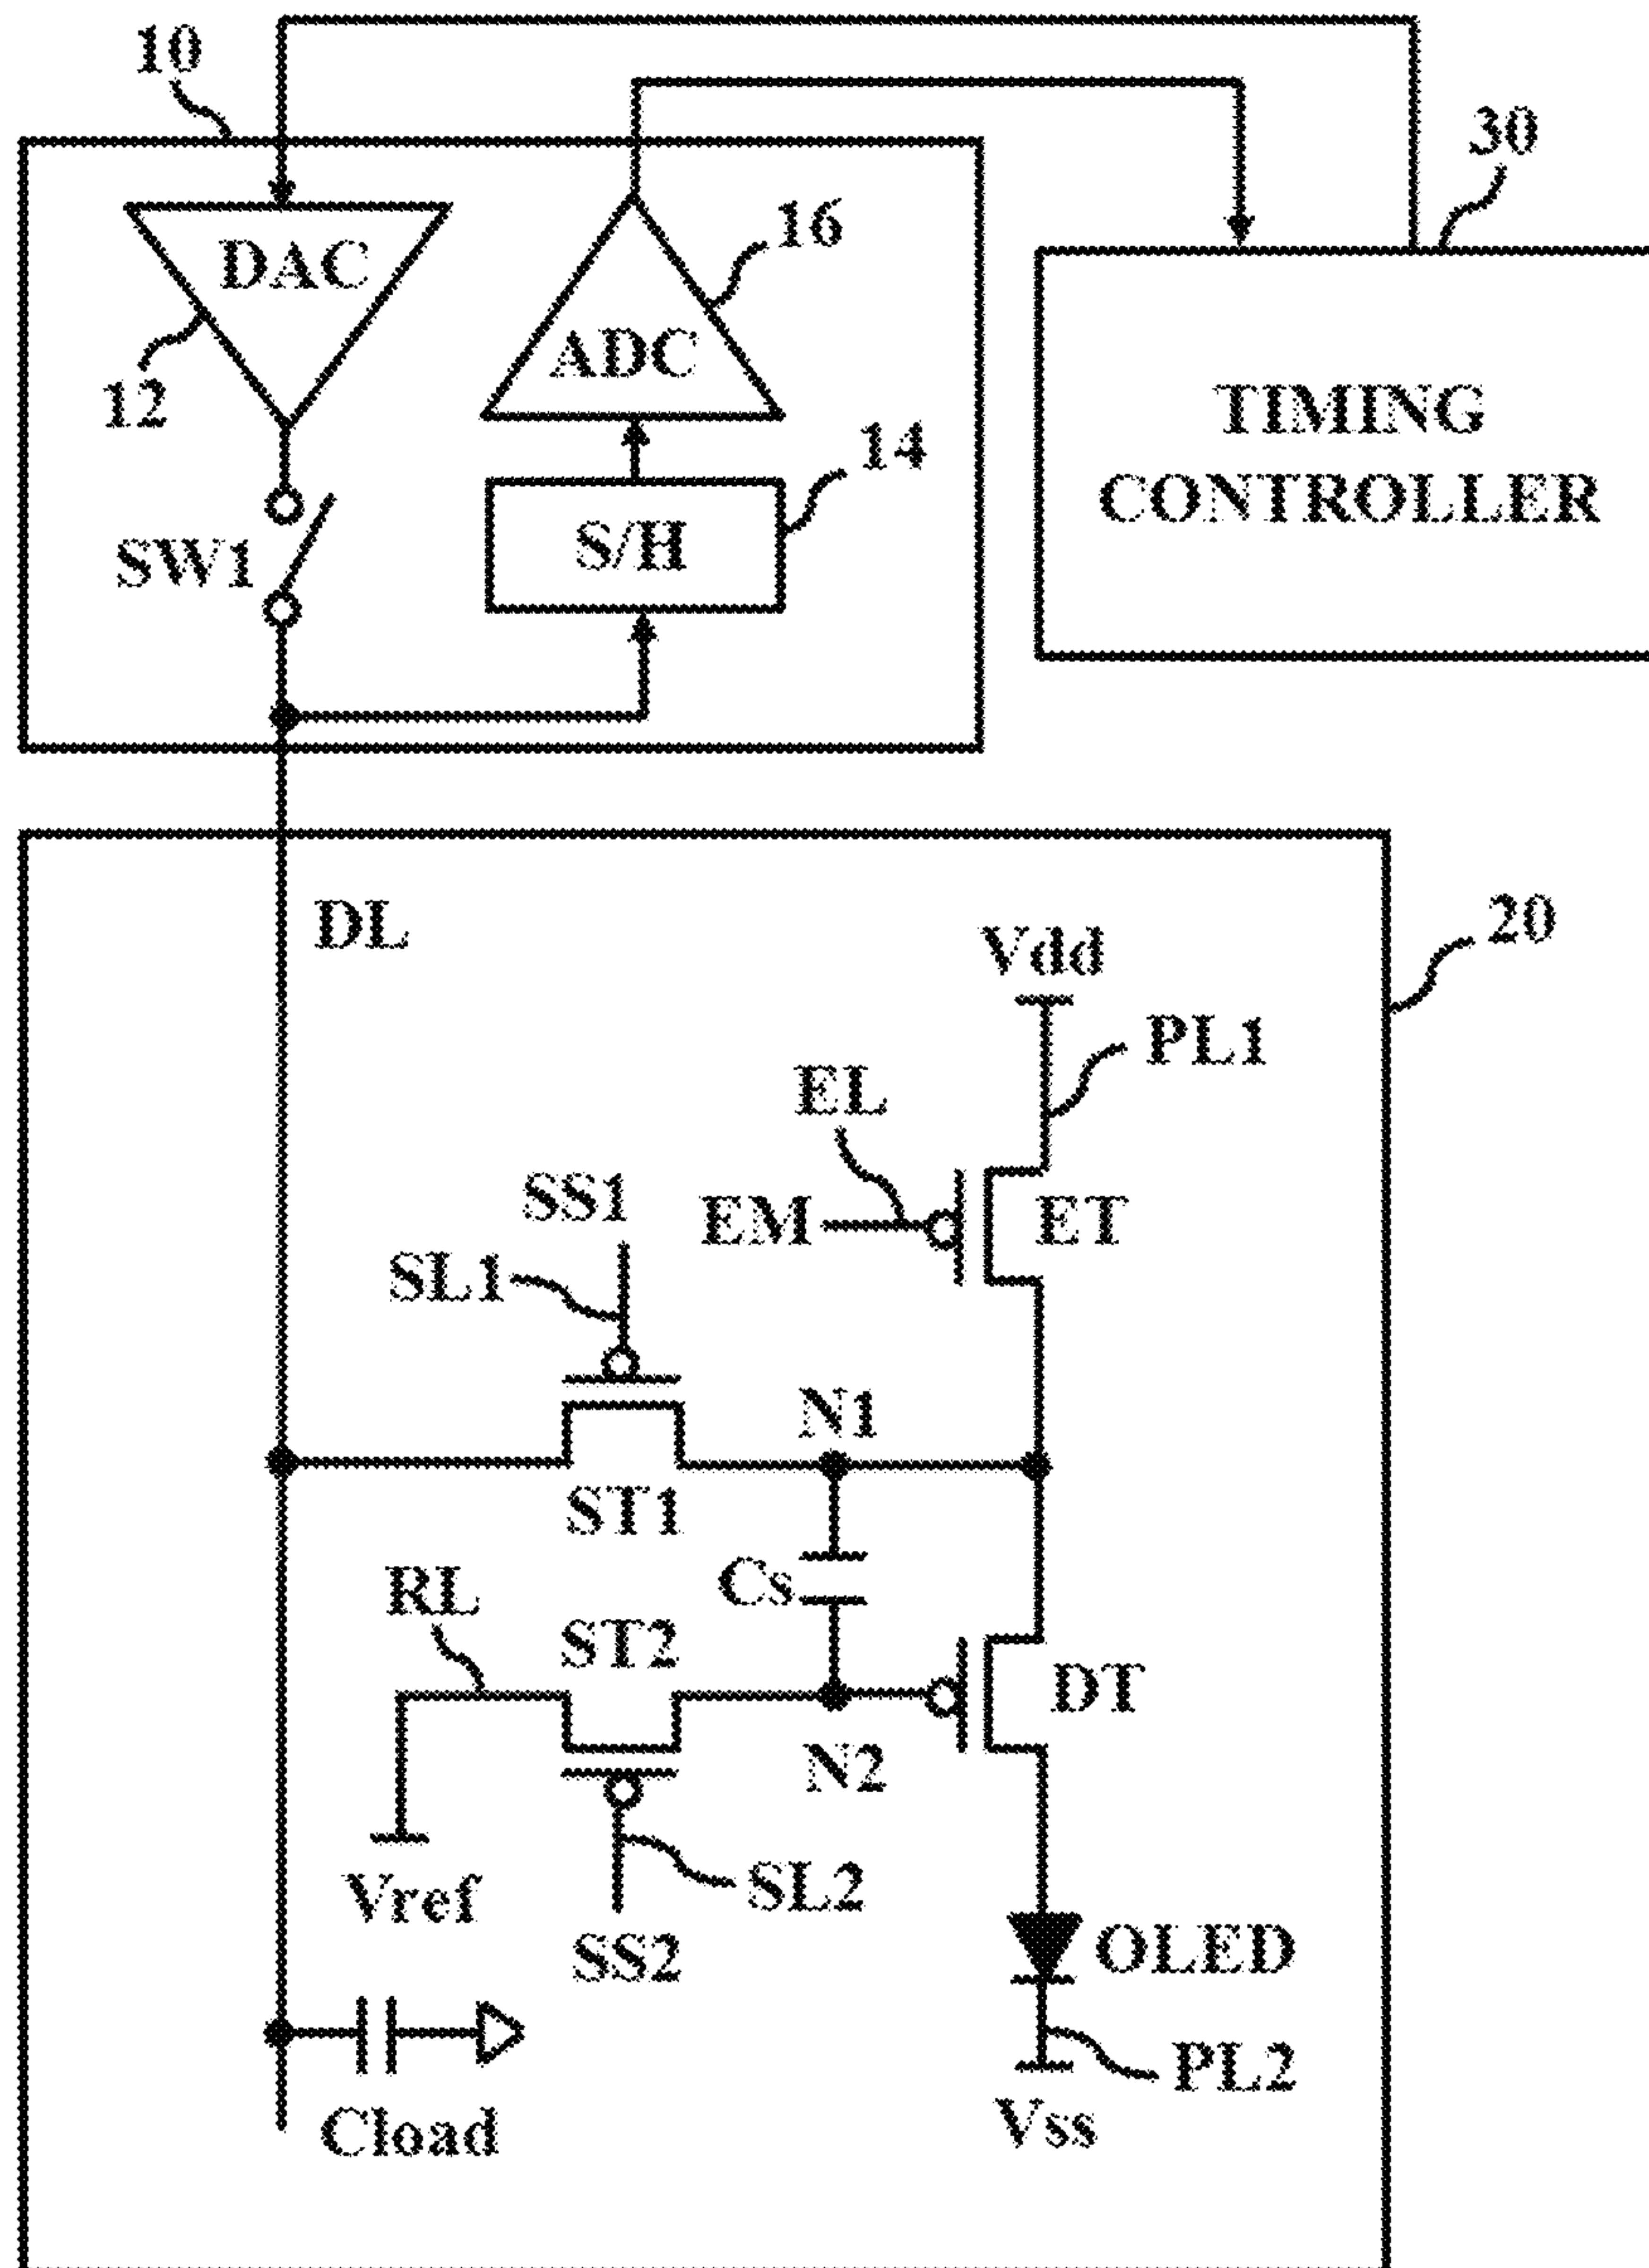 10
30
DAC
16
12
ADC
TIMING
CONTROLLER
14
SW1
S/H
DL
20
Vdd
PL1
EL
SS1
EM
ET
SL1
N1
ST1
Cs
RL
ST2
DT
N2
Vref
SL2
SS2
OLED
PL2
Cload
Vss